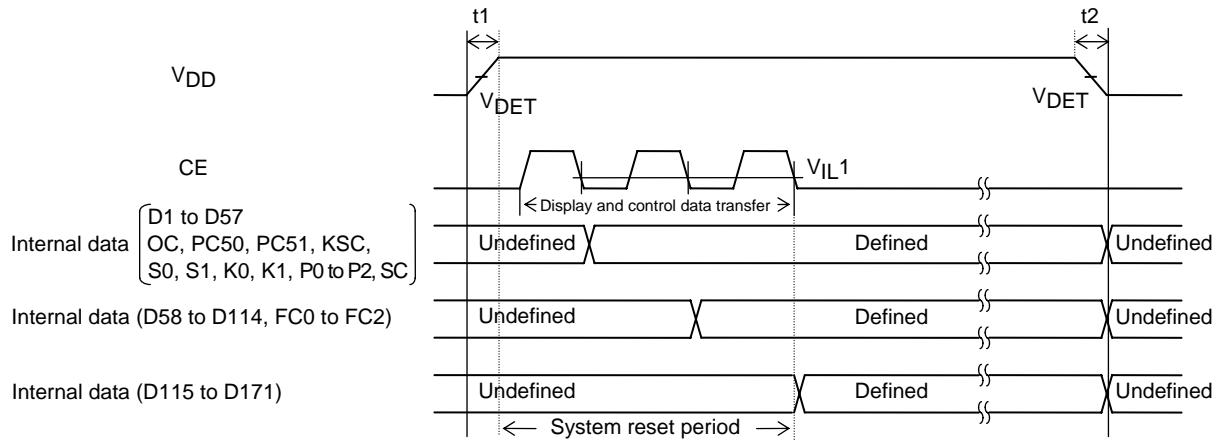 t1 t2
VDD
VDET VDET
CE
VIL1
Display and control data transfer
D1 to D57
Internal data OC, PC50, PC51, KSC,
S0, S1, K0, K1, P0 to P2, SC
Undefined Defined Undefined
Internal data (D58 to D114, FC0 to FC2) Undefined Defined Undefined
Internal data (D115 to D171) Undefined Defined Undefined
System reset period